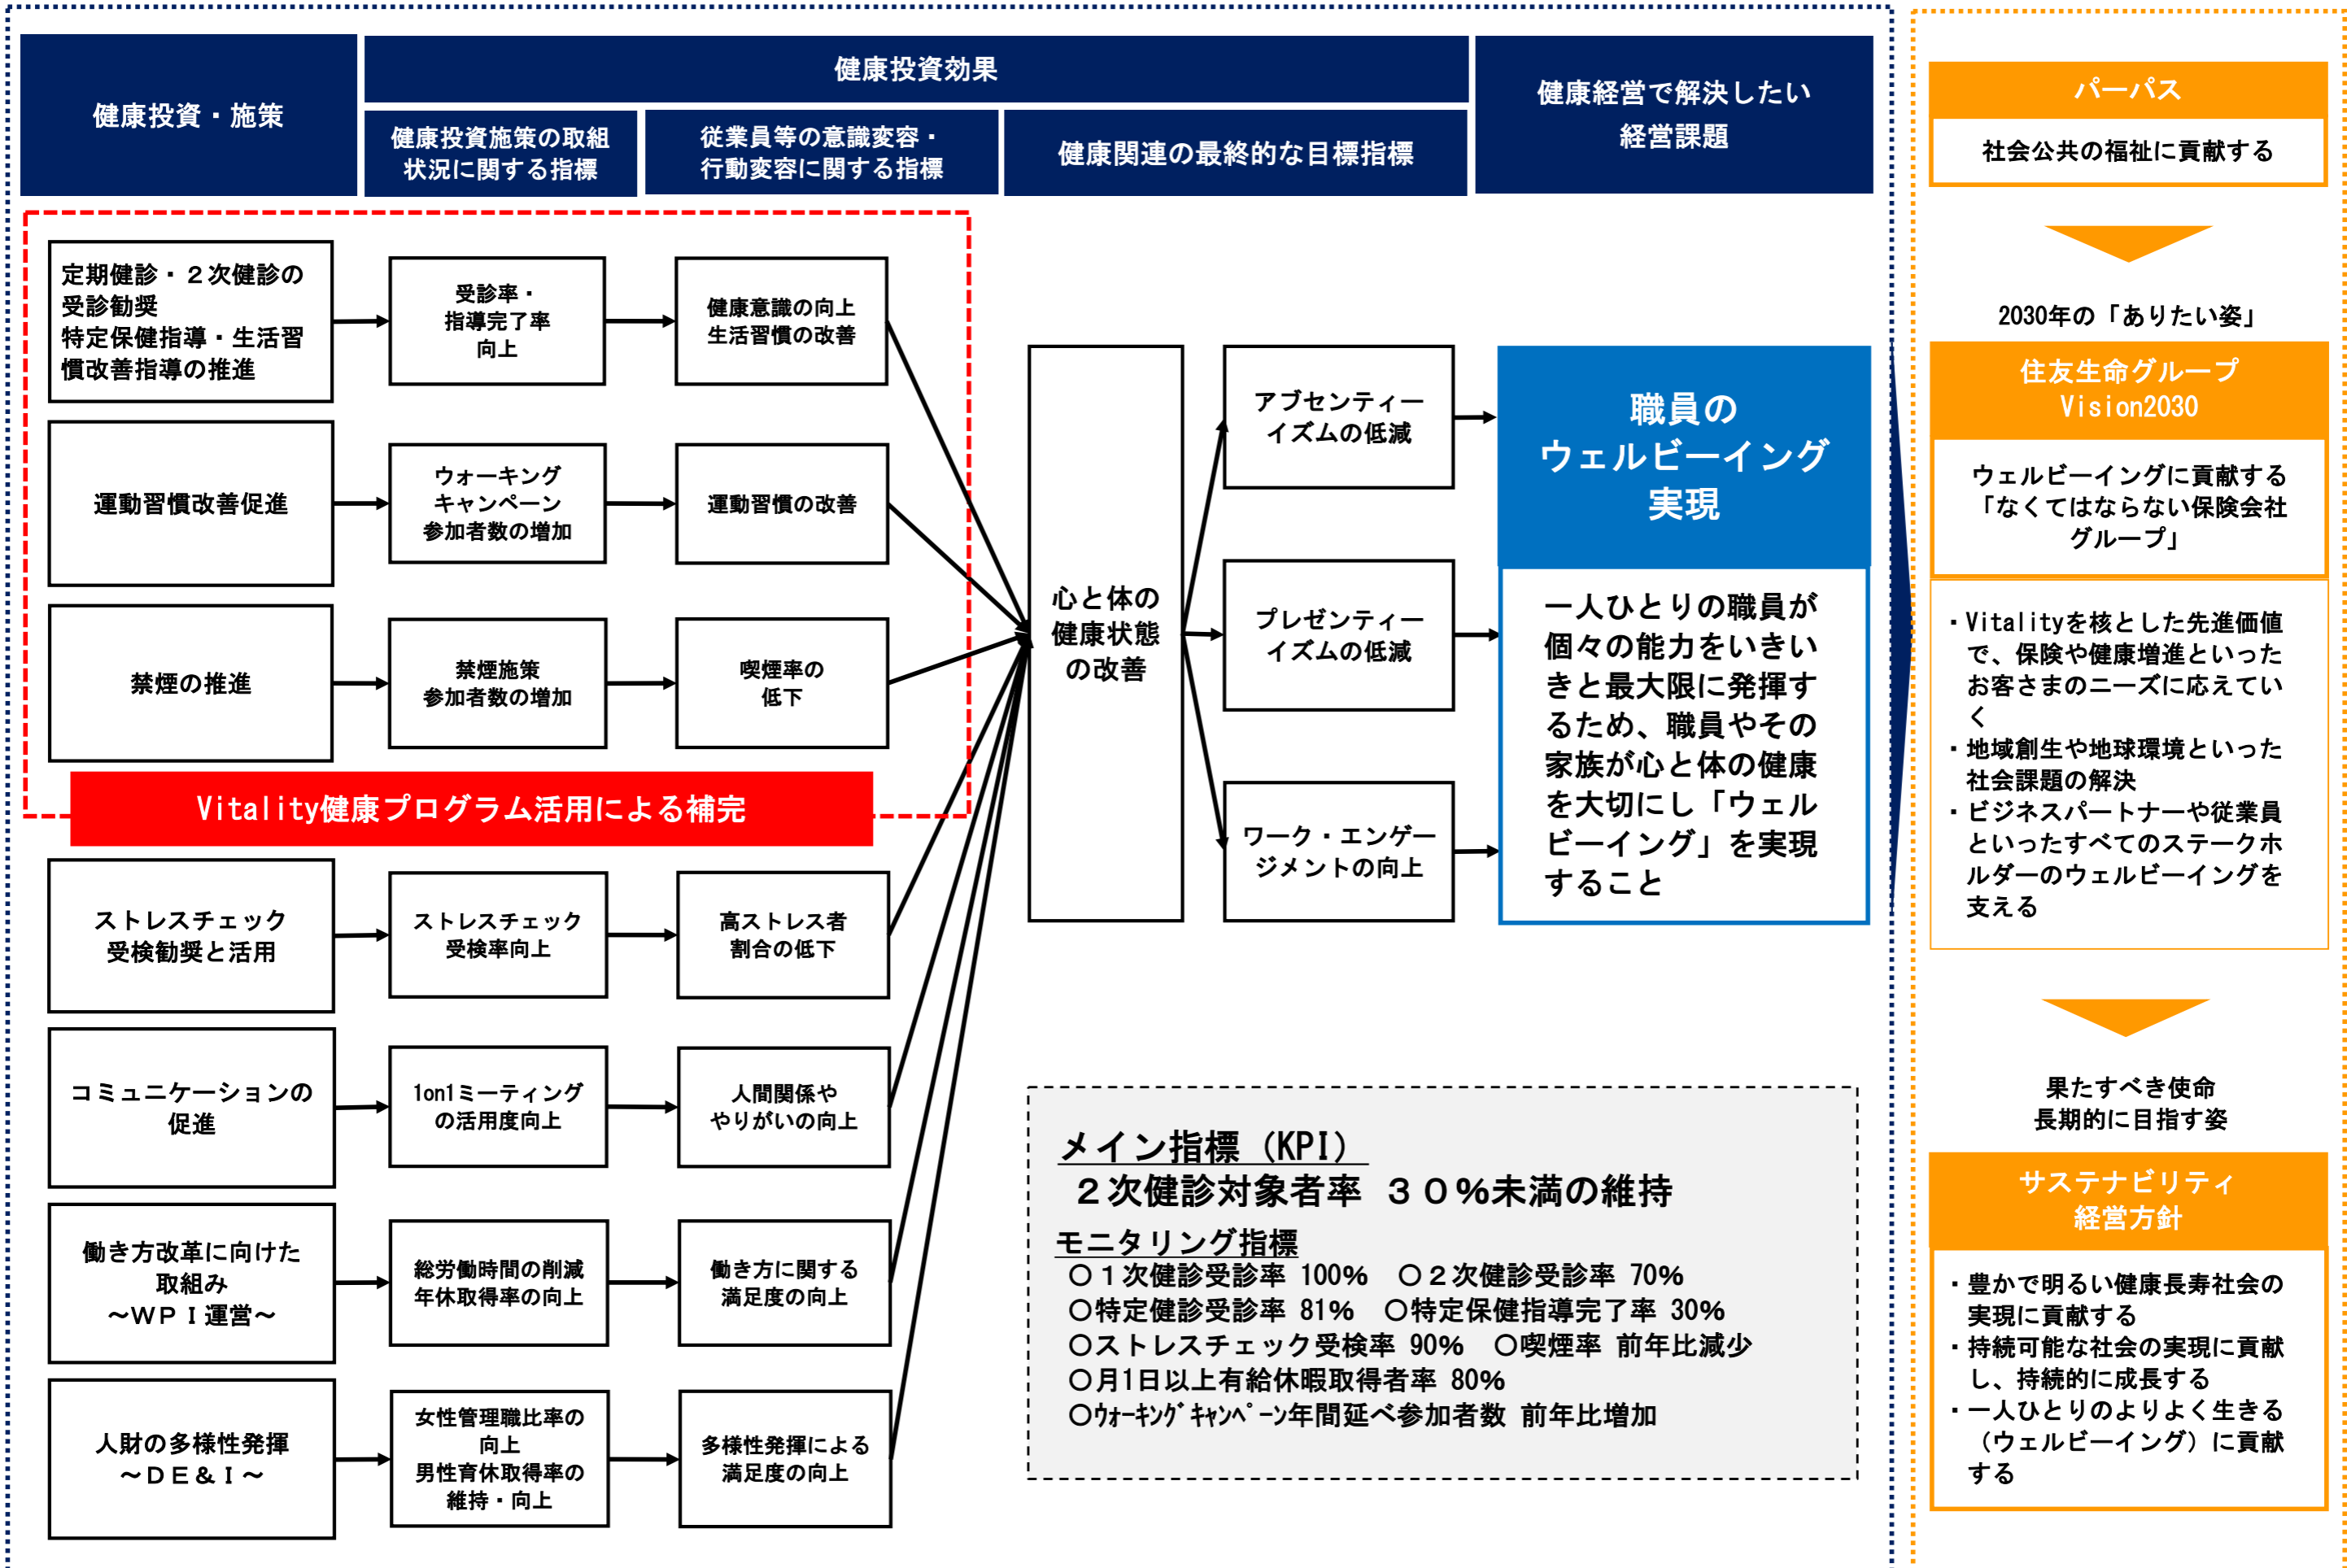 健康投資・施策
健康投資効果
健康投資施策の取組
状況に関する指標
従業員等の意識変容・
行動変容に関する指標
健康関連の最終的な目標指標
健康経営で解決したい
経営課題
定期健診・２次健診の
受診勧奨
特定保健指導・生活習
慣改善指導の推進
受診率・
指導完了率
向上
健康意識の向上
生活習慣の改善
運動習慣改善促進
ウォーキング
キャンペーン
参加者数の増加
運動習慣の改善
禁煙の推進
禁煙施策
参加者数の増加
喫煙率の
低下
Vitality健康プログラム活用による補完
ストレスチェック
受検勧奨と活用
ストレスチェック
受検率向上
高ストレス者
割合の低下
コミュニケーションの
促進
1on1ミーティング
の活用度向上
人間関係や
やりがいの向上
働き方改革に向けた
取組み
～ＷＰＩ運営～
総労働時間の削減
年休取得率の向上
働き方に関する
満足度の向上
人財の多様性発揮
～ＤＥ＆Ｉ～
女性管理職比率の
向上
男性育休取得率の
維持・向上
多様性発揮による
満足度の向上
心と体の
健康状態
の改善
アブセンティー
イズムの低減
プレゼンティー
イズムの低減
ワーク・エンゲー
ジメントの向上
職員の
ウェルビーイング
実現
一人ひとりの職員が
個々の能力をいきい
きと最大限に発揮す
るため、職員やその
家族が心と体の健康
を大切にし「ウェル
ビーイング」を実現
すること
メイン指標（KPI）
２次健診対象者率 ３０％未満の維持
モニタリング指標
〇１次健診受診率 100％ 〇２次健診受診率 70％
〇特定健診受診率 81％ 〇特定保健指導完了率 30％
〇ストレスチェック受検率 90％ 〇喫煙率 前年比減少
〇月1日以上有給休暇取得者率 80％
〇ｳｫｰｷﾝｸﾞｷｬﾝﾍﾟｰﾝ年間延べ参加者数 前年比増加
パーパス
社会公共の福祉に貢献する
2030年の「ありたい姿」
住友生命グループ
Vision2030
ウェルビーイングに貢献する
「なくてはならない保険会社
グループ」
・Vitalityを核とした先進価値
で、保険や健康増進といった
お客さまのニーズに応えてい
く
・地域創生や地球環境といった
社会課題の解決
・ビジネスパートナーや従業員
といったすべてのステークホ
ルダーのウェルビーイングを
支える
果たすべき使命
長期的に目指す姿
サステナビリティ
経営方針
・豊かで明るい健康長寿社会の
実現に貢献する
・持続可能な社会の実現に貢献
し、持続的に成長する
・一人ひとりのよりよく生きる
（ウェルビーイング）に貢献
する